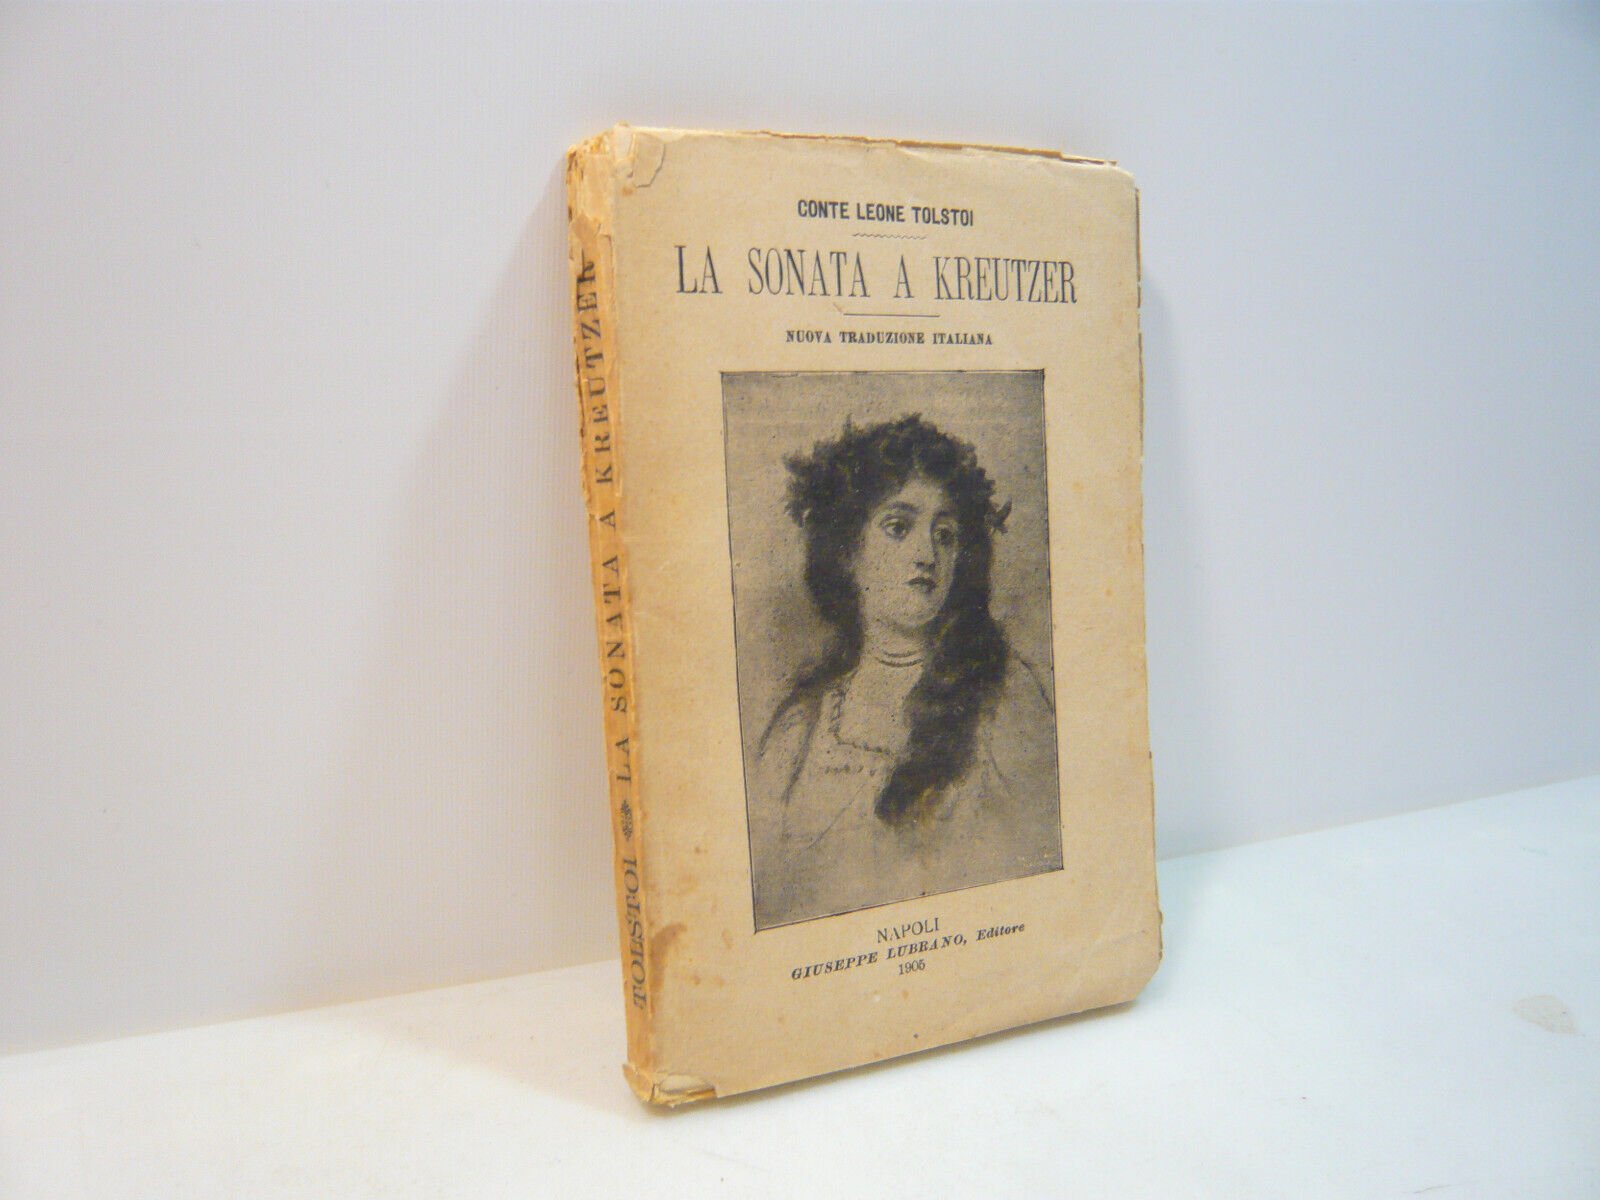 CONTE LEONE TOLSTOI
LA SONATA A KREUTZER
NUOVA TRADUZIONE ITALIANA
NAPOLI
GIUSEPPE LUBRANO, Editore
1905
TOLSTOI LA SONATA A KREUTZER